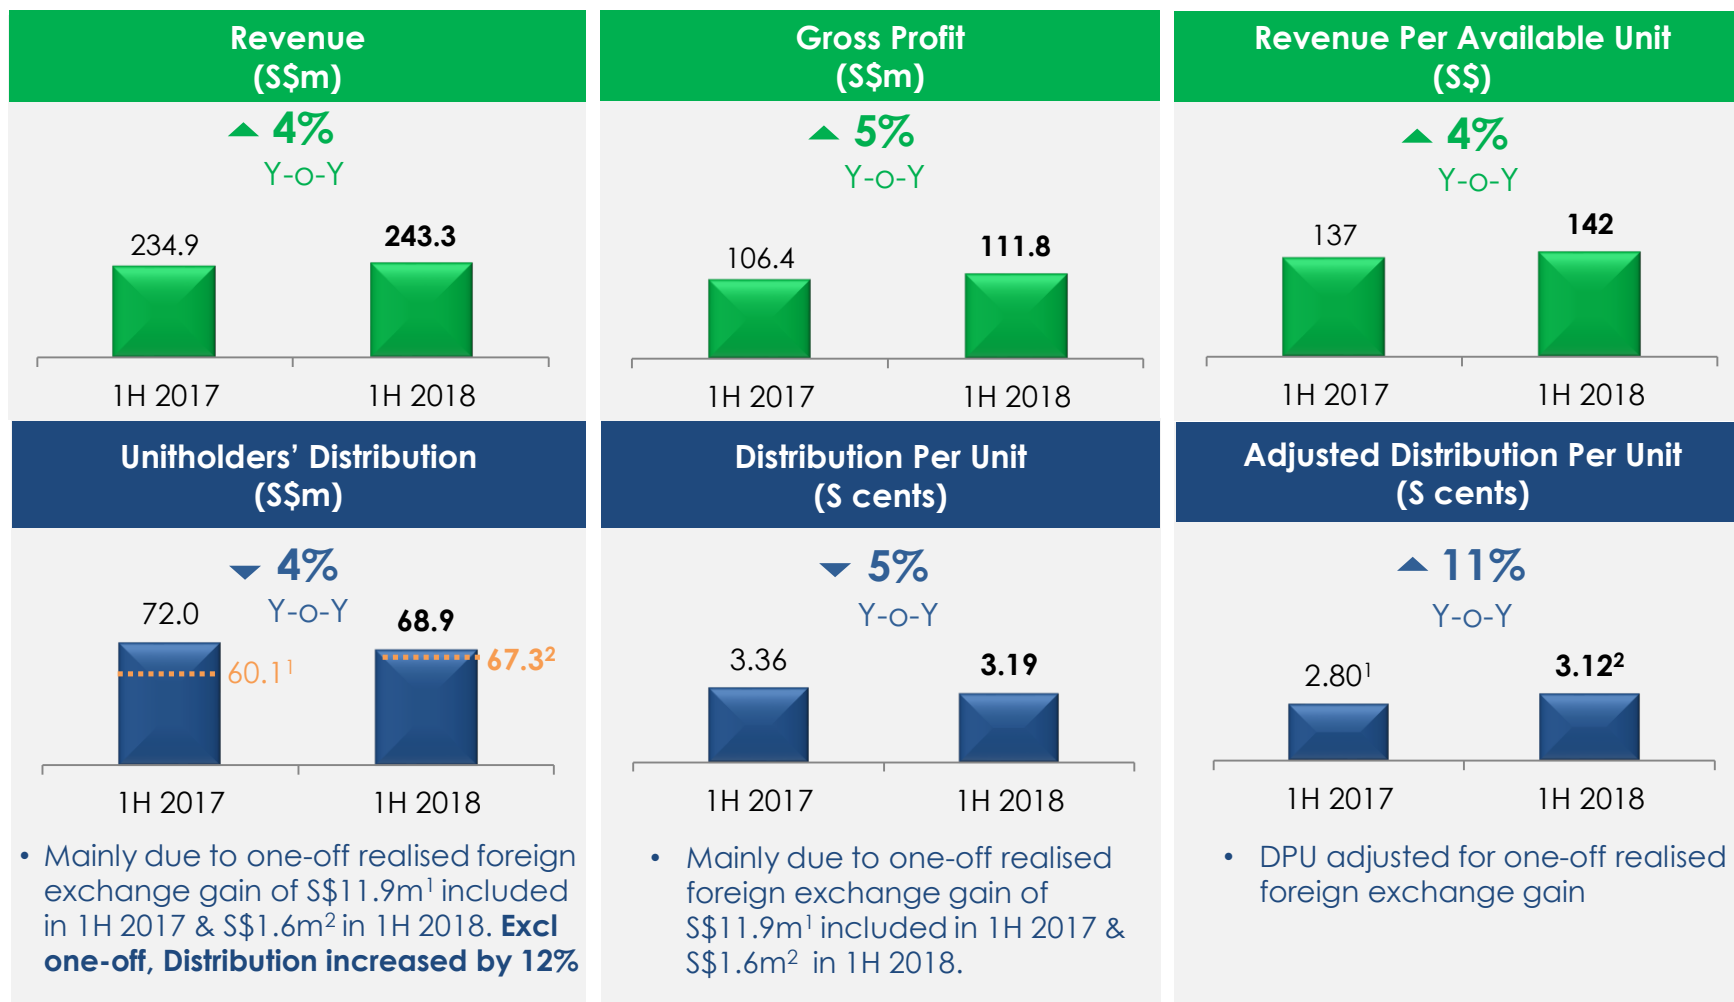 Revenue
(S$m)
▲ 4%
Y-o-Y
234.9
243.3
1H 2017
1H 2018
Gross Profit
(S$m)
▲ 5%
Y-o-Y
106.4
111.8
1H 2017
1H 2018
Revenue Per Available Unit
(S$)
▲ 4%
Y-o-Y
137
142
1H 2017
1H 2018
Unitholders’ Distribution
(S$m)
▼ 4%
Y-o-Y
72.0
68.9
60.1¹
67.3²
1H 2017
1H 2018
• Mainly due to one-off realised foreign
exchange gain of S$11.9m¹ included
in 1H 2017 & S$1.6m² in 1H 2018. Excl
one-off, Distribution increased by 12%
Distribution Per Unit
(S cents)
▼ 5%
Y-o-Y
3.36
3.19
1H 2017
1H 2018
• Mainly due to one-off realised
foreign exchange gain of
S$11.9m¹ included in 1H 2017 &
S$1.6m² in 1H 2018.
Adjusted Distribution Per Unit
(S cents)
▲ 11%
Y-o-Y
2.80¹
3.12²
1H 2017
1H 2018
• DPU adjusted for one-off realised
foreign exchange gain